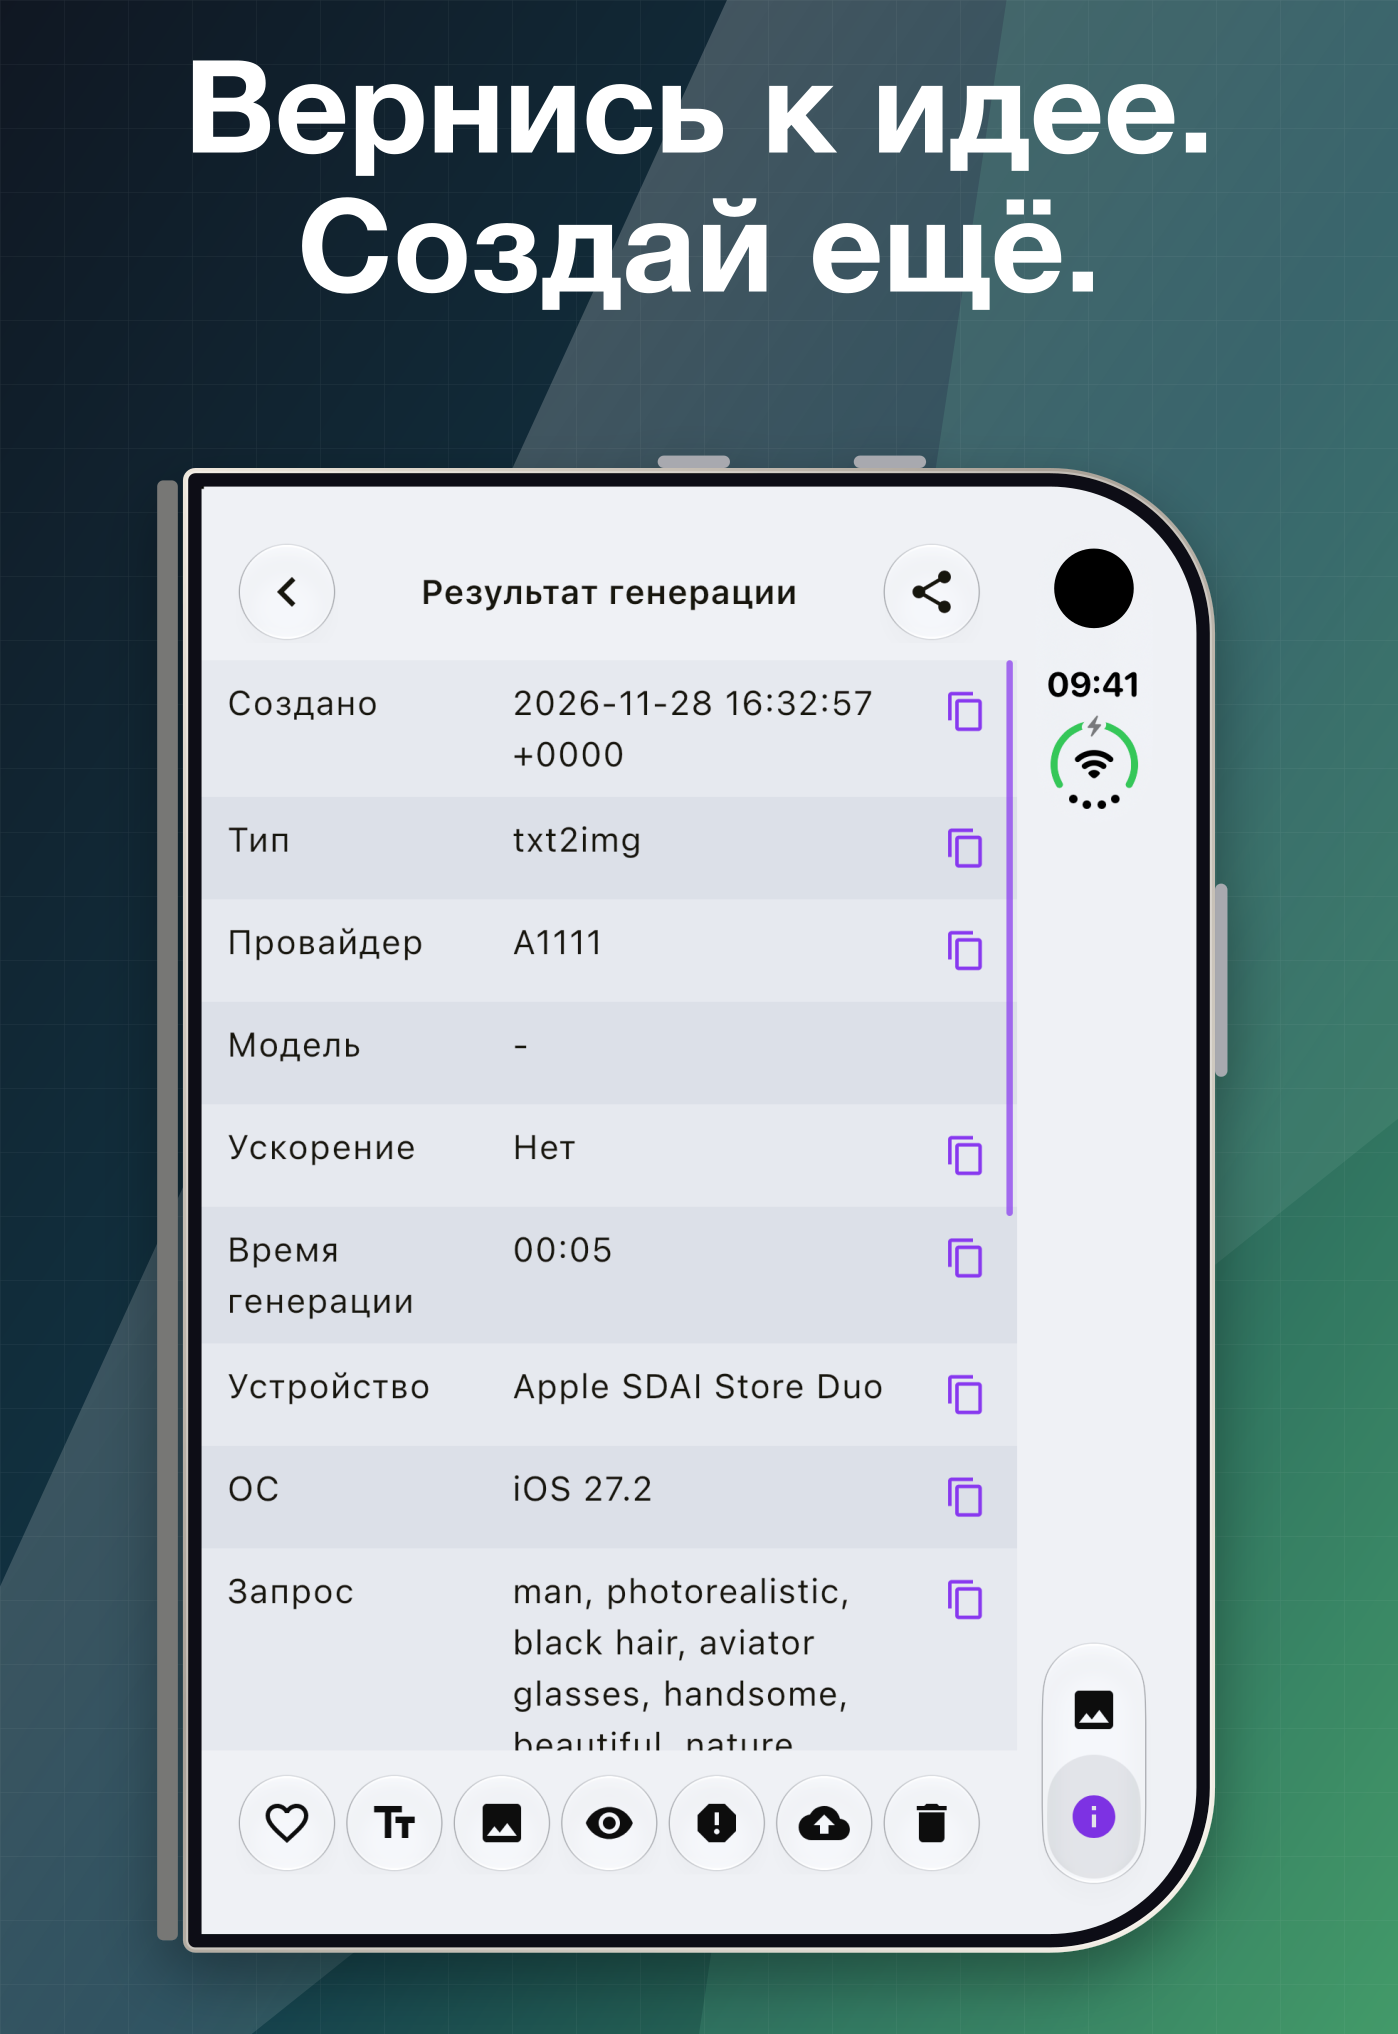 Вернись к идее.
Создай ещё.
Результат генерации
09:41
Создано 2026-11-28 16:32:57
+0000
Тип txt2img
Провайдер A1111
Модель -
Ускорение Нет
Время 00:05
генерации
Устройство Apple SDAI Store Duo
ОС iOS 27.2
Запрос man, photorealistic,
black hair, aviator
glasses, handsome,
beautiful, nature